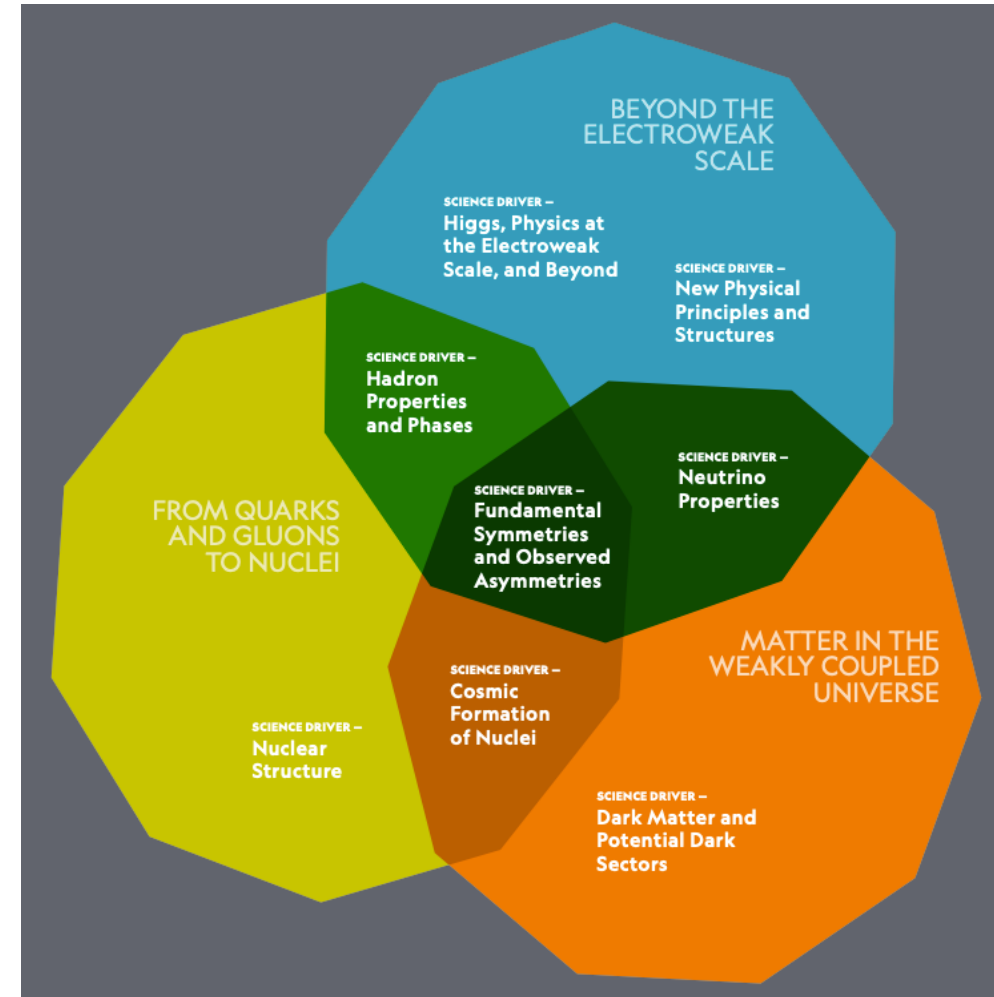 BEYOND THE
ELECTROWEAK
SCALE
SCIENCE DRIVER –
Higgs, Physics at
the Electroweak
Scale, and Beyond
SCIENCE DRIVER –
New Physical
Principles and
Structures
SCIENCE DRIVER –
Hadron
Properties
and Phases
SCIENCE DRIVER –
Neutrino
Properties
FROM QUARKS
AND GLUONS
TO NUCLEI
SCIENCE DRIVER –
Fundamental
Symmetries
and Observed
Asymmetries
MATTER IN THE
WEAKLY COUPLED
UNIVERSE
SCIENCE DRIVER –
Cosmic
Formation
of Nuclei
SCIENCE DRIVER –
Nuclear
Structure
SCIENCE DRIVER –
Dark Matter and
Potential Dark
Sectors